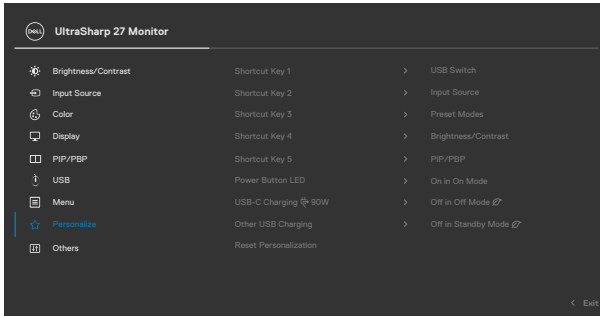 DELL UltraSharp 27 Monitor
Brightness/Contrast Shortcut Key 1 > USB Switch
Input Source Shortcut Key 2 > Input Source
Color Shortcut Key 3 > Preset Modes
Display Shortcut Key 4 > Brightness/Contrast
PIP/PBP Shortcut Key 5 > PIP/PBP
USB Power Button LED > On in On Mode
Menu USB-C Charging 90W > Off in Off Mode
Personalize Other USB Charging > Off in Standby Mode
Others Reset Personalization
< Exit